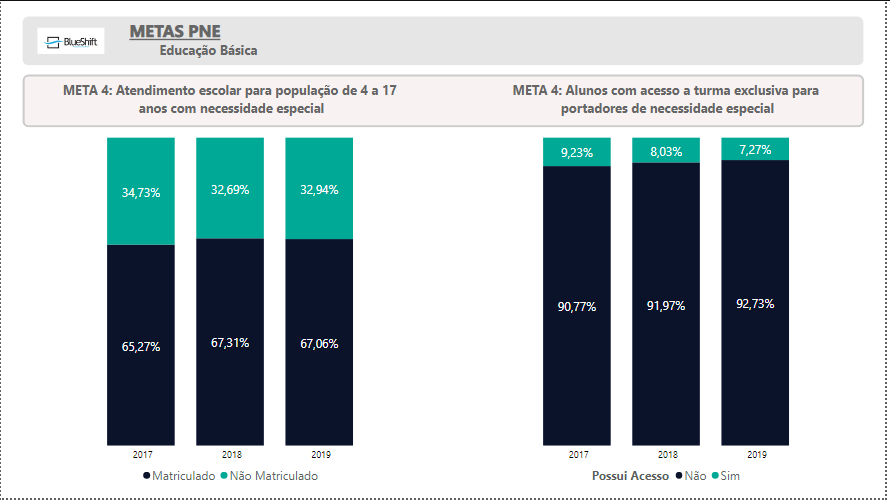 BlueShift
METAS PNE
Educação Básica
META 4: Atendimento escolar para população de 4 a 17
anos com necessidade especial
34,73%
32,69%
32,94%
65,27%
67,31%
67,06%
2017
2018
2019
Matriculado
Não Matriculado
META 4: Alunos com acesso a turma exclusiva para
portadores de necessidade especial
9,23%
8,03%
7,27%
90,77%
91,97%
92,73%
2017
2018
2019
Possui Acesso
Não
Sim